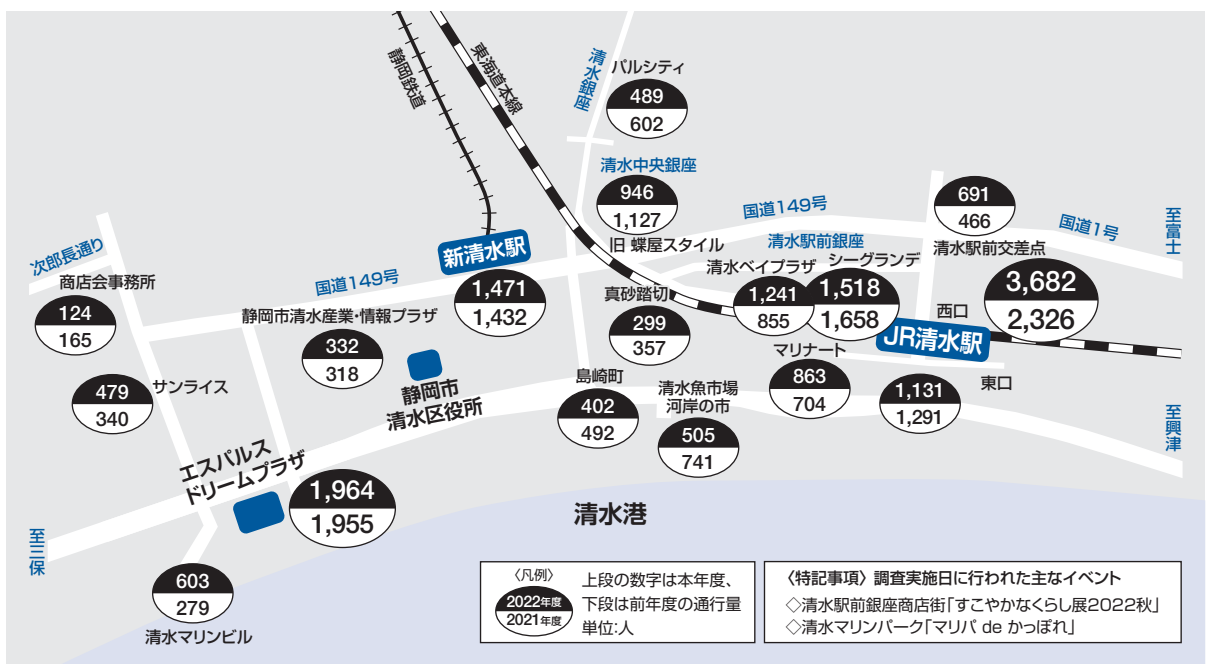 静岡鉄道
東海道本線
清水銀座
パルシティ
489
602
清水中央銀座
946
1,127
旧 蝶屋スタイル
国道149号
691
466
国道1号
至富士
清水駅前交差点
次郎長通り
商店会事務所
124
165
国道149号
新清水駅
1,471
1,432
清水駅前銀座
清水ベイプラザ
1,241
855
シーグランデ
1,518
1,658
西口
3,682
2,326
JR清水駅
真砂踏切
299
357
静岡市清水産業・情報プラザ
332
318
静岡市
清水区役所
479
340
サンライス
島崎町
402
492
清水魚市場
河岸の市
505
741
マリナート
863
704
1,131
1,291
東口
至興津
エスパルス
ドリームプラザ
1,964
1,955
清水港
至三保
603
279
清水マリンビル
〈凡例〉
2022年度
2021年度
上段の数字は本年度、
下段は前年度の通行量
単位:人
〈特記事項〉 調査実施日に行われた主なイベント
◇清水駅前銀座商店街「すこやかなくらし展2022秋」
◇清水マリンパーク「マリパ de かっぽれ」